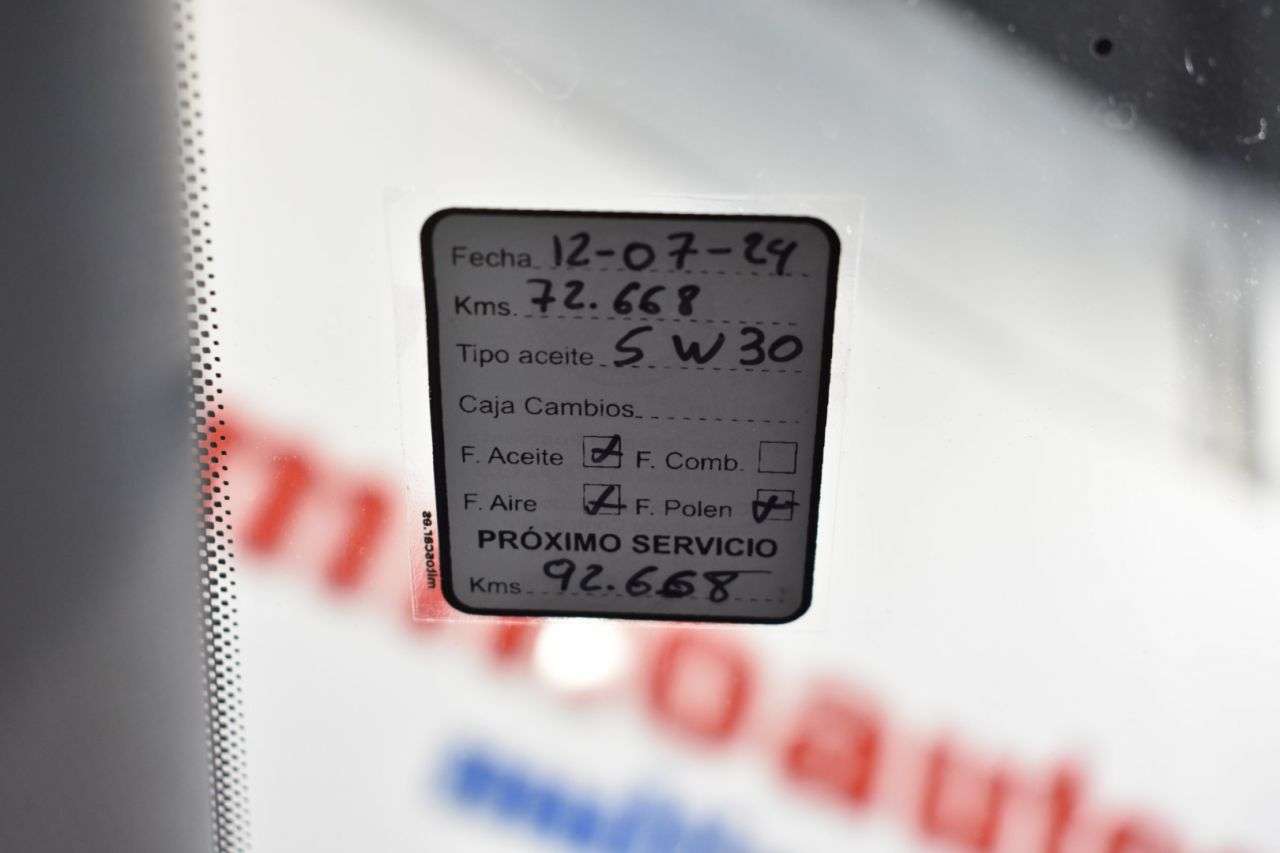 Fecha 12-07-24
Kms. 72.668
Tipo aceite 5W30
Caja Cambios
F. Aceite F. Comb.
F. Aire F. Polen
PRÓXIMO SERVICIO
Kms 92.668